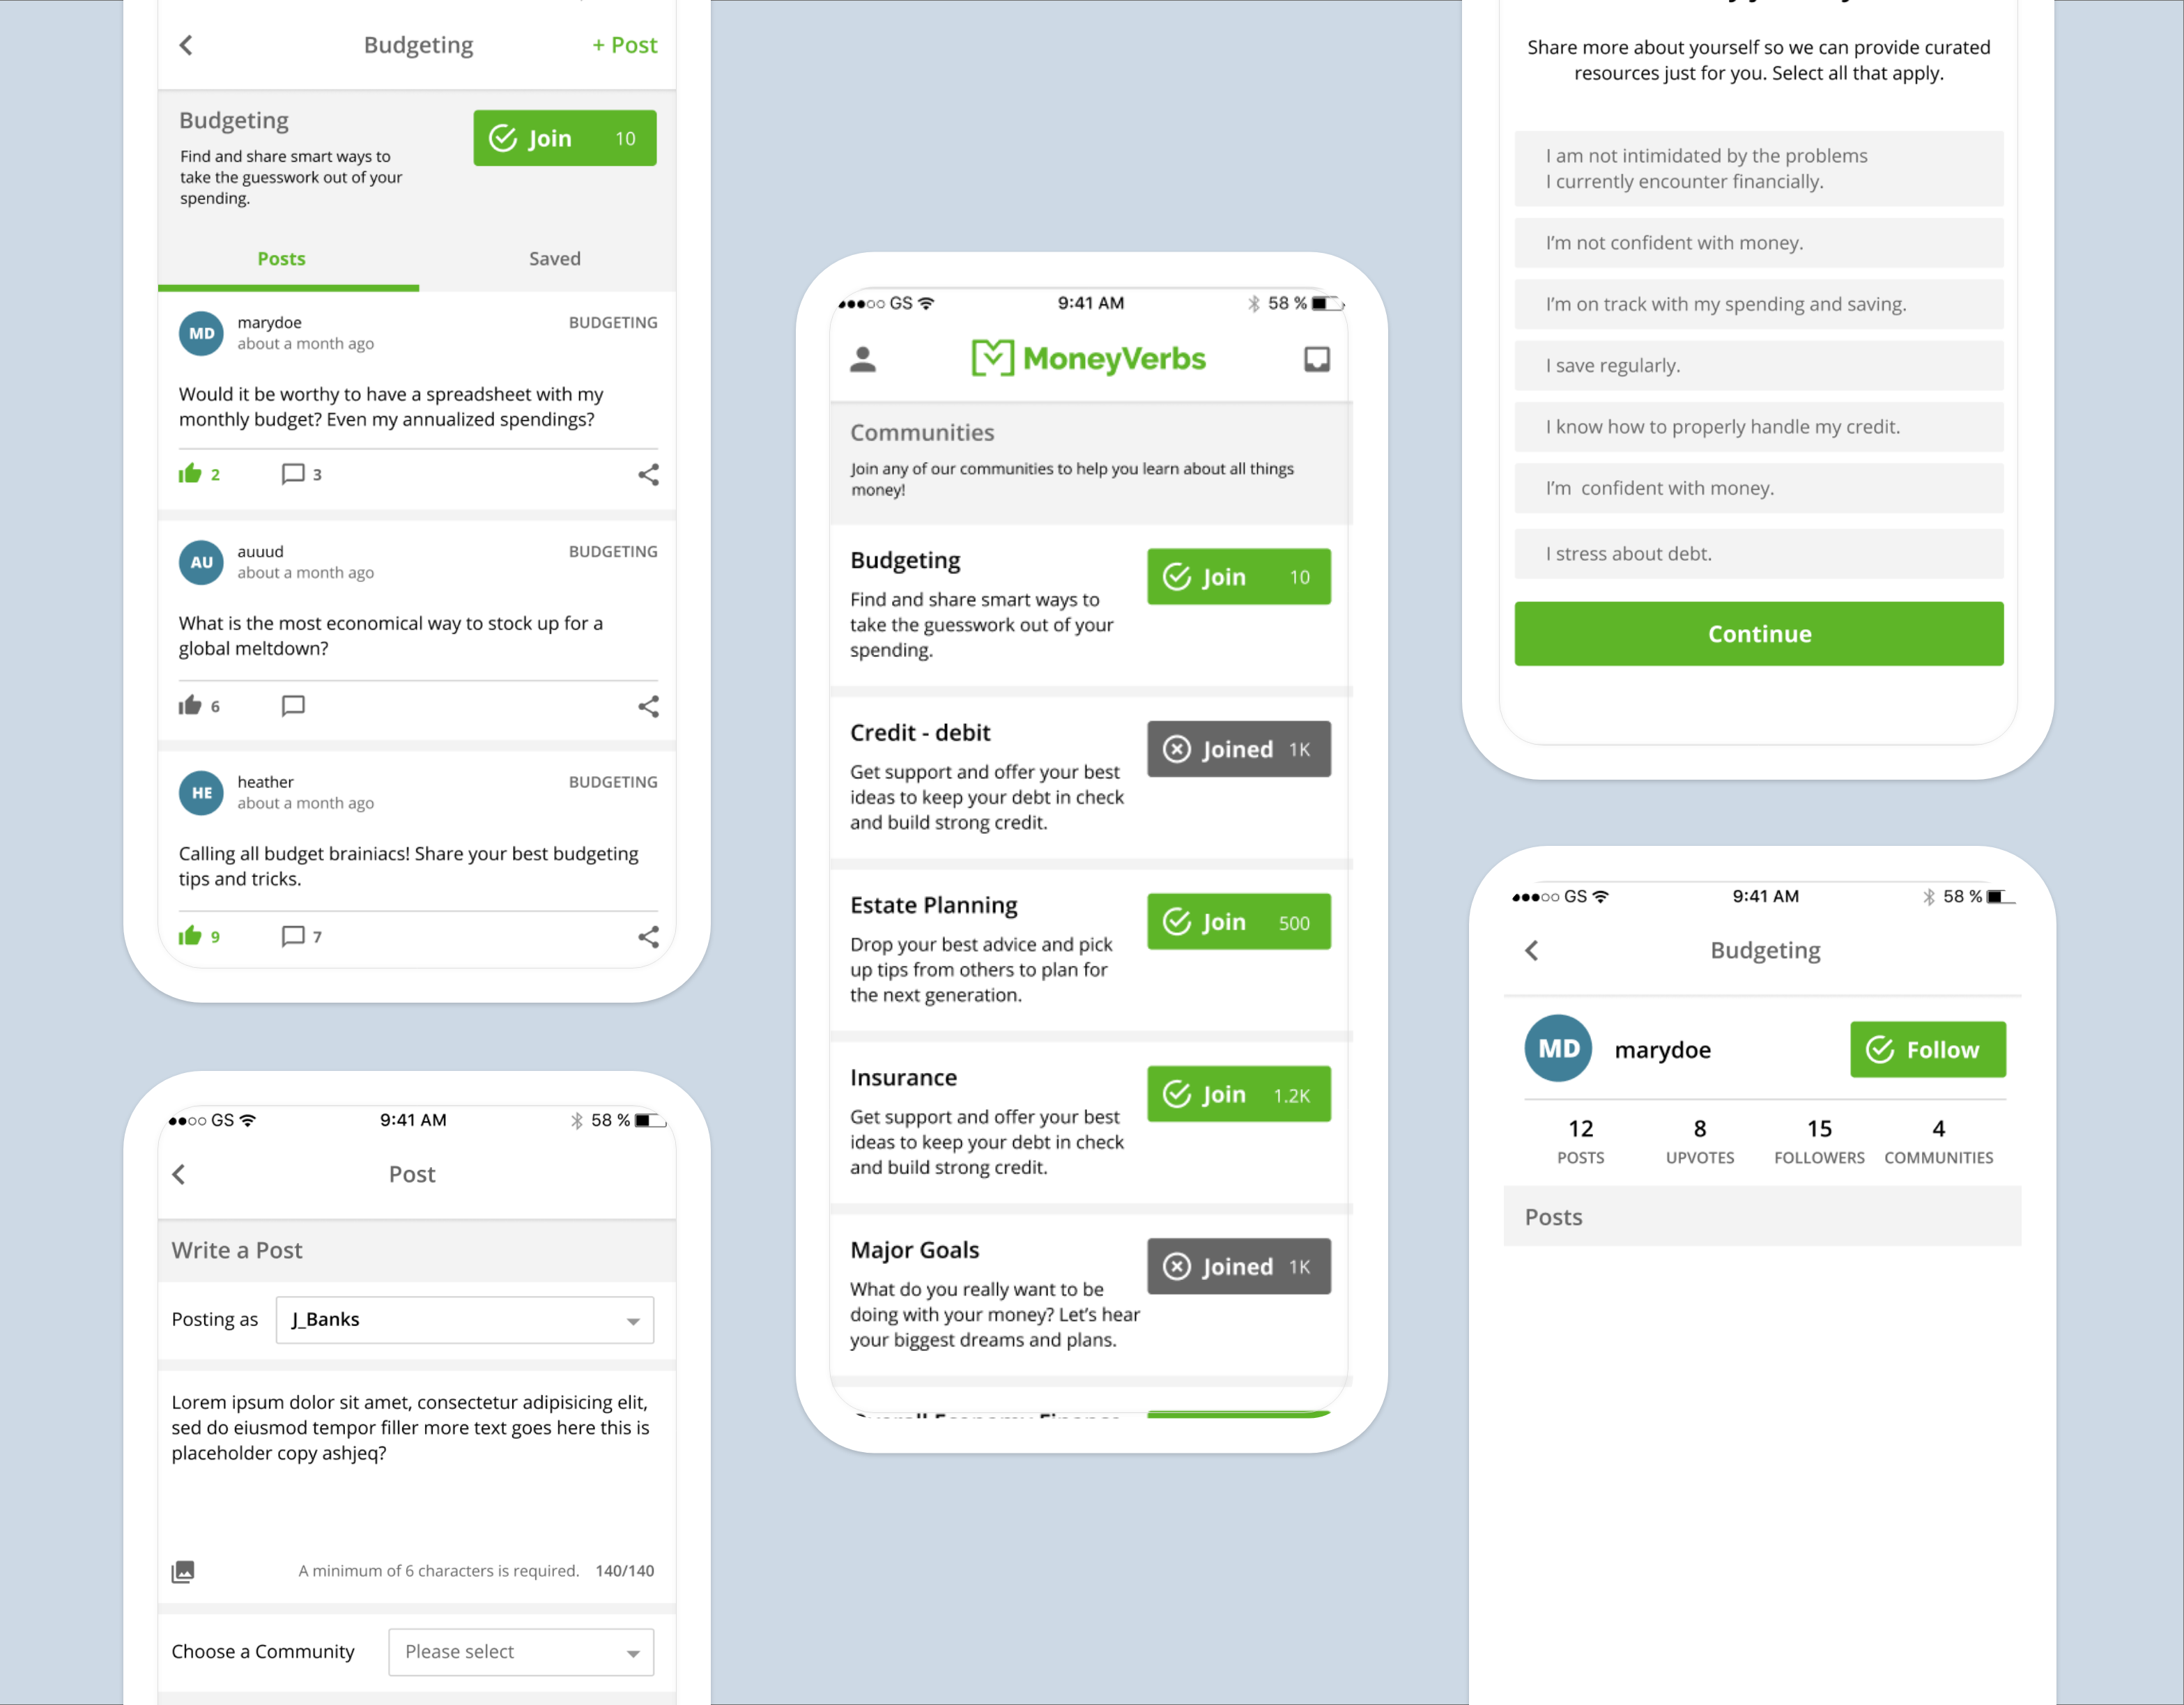 Budgeting
+ Post
Budgeting
Join 10
Find and share smart ways to
take the guesswork out of your
spending.
Posts
Saved
MD
marydoe
BUDGETING
about a month ago
Would it be worthy to have a spreadsheet with my
monthly budget? Even my annualized spendings?
2
3
AU
auuud
BUDGETING
about a month ago
What is the most economical way to stock up for a
global meltdown?
6
HE
heather
BUDGETING
about a month ago
Calling all budget brainiacs! Share your best budgeting
tips and tricks.
9
7
GS
9:41 AM
58 %
Post
Write a Post
Posting as
J_Banks
Lorem ipsum dolor sit amet, consectetur adipisicing elit,
sed do eiusmod tempor filler more text goes here this is
placeholder copy ashjeq?
A minimum of 6 characters is required. 140/140
Choose a Community
Please select
GS
9:41 AM
58 %
MoneyVerbs
Communities
Join any of our communities to help you learn about all things
money!
Budgeting
Join 10
Find and share smart ways to
take the guesswork out of your
spending.
Credit - debit
Joined 1K
Get support and offer your best
ideas to keep your debt in check
and build strong credit.
Estate Planning
Join 500
Drop your best advice and pick
up tips from others to plan for
the next generation.
Insurance
Join 1.2K
Get support and offer your best
ideas to keep your debt in check
and build strong credit.
Major Goals
Joined 1K
What do you really want to be
doing with your money? Let’s hear
your biggest dreams and plans.
Share more about yourself so we can provide curated
resources just for you. Select all that apply.
I am not intimidated by the problems
I currently encounter financially.
I’m not confident with money.
I’m on track with my spending and saving.
I save regularly.
I know how to properly handle my credit.
I’m  confident with money.
I stress about debt.
Continue
GS
9:41 AM
58 %
Budgeting
MD
marydoe
Follow
12
POSTS
8
UPVOTES
15
FOLLOWERS
4
COMMUNITIES
Posts